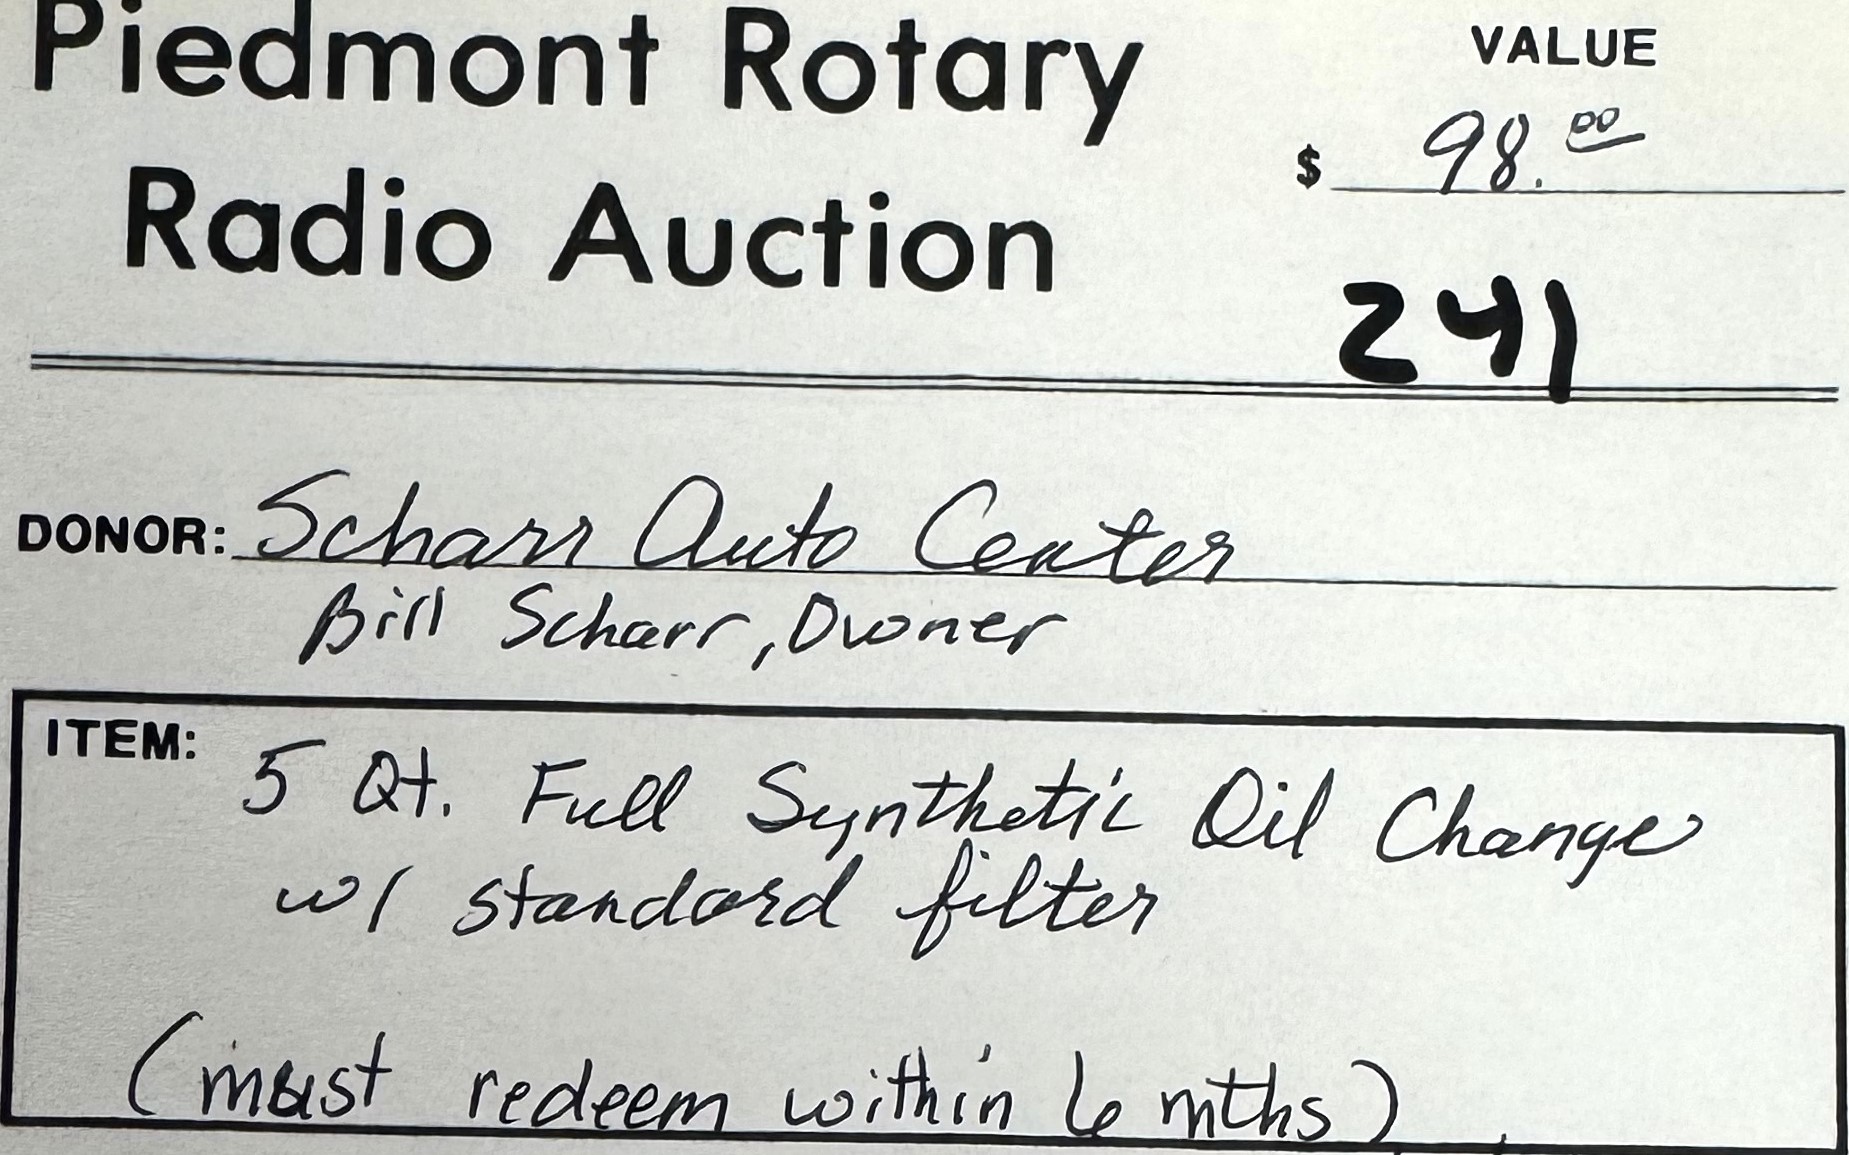 Piedmont Rotary
Radio Auction
VALUE
$ 98.00
241
DONOR: Scharr Auto Center
Bill Scharr, Owner
ITEM: 5 Qt. Full Synthetic Oil Change
w/ standard filter
(must redeem within 6 mths)